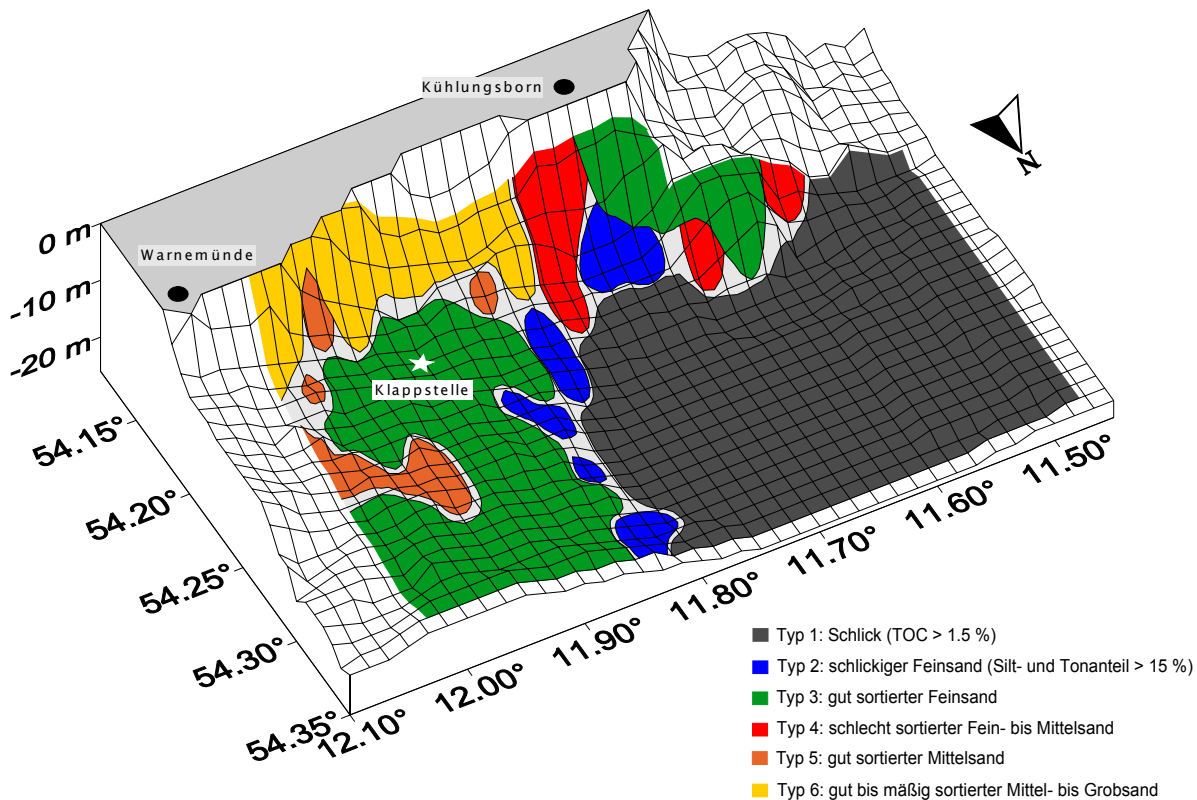 Kühlungsborn
N
0 m
Warnemünde
-10 m
-20 m
Klappstelle
54.15°
54.20°
54.25°
54.30°
54.35°
12.10°
12.00°
11.90°
11.80°
11.70°
11.60°
11.50°
Typ 1: Schlick (TOC > 1.5 %)
Typ 2: schlickiger Feinsand (Silt- und Tonanteil > 15 %)
Typ 3: gut sortierter Feinsand
Typ 4: schlecht sortierter Fein- bis Mittelsand
Typ 5: gut sortierter Mittelsand
Typ 6: gut bis mäßig sortierter Mittel- bis Grobsand